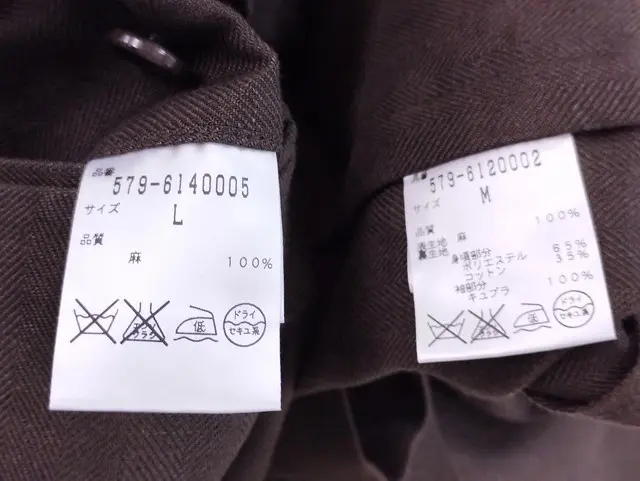 品番
579-6140005
サイズ
L
品質
麻
100%
低
ドライ
セキユ系
579-6120002
サイズ
M
品質
100%
表生地 麻
裏生地
身頃部分
ポリエステル 65%
コットン 35%
袖部分
キュプラ 100%
低
ドライ
セキユ系